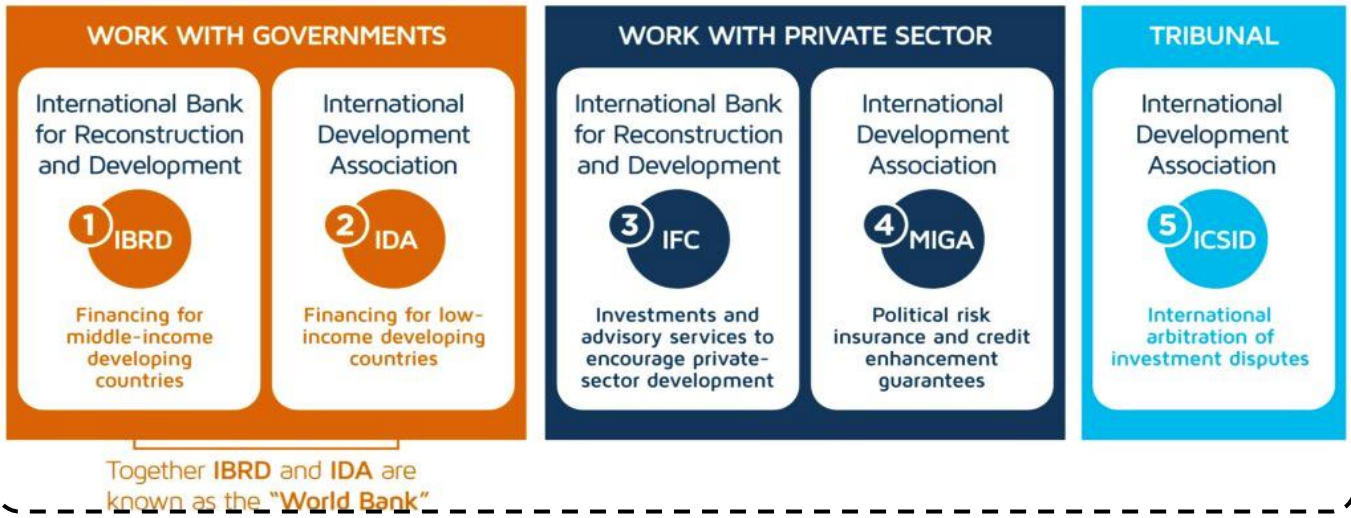 WORK WITH GOVERNMENTS
International Bank
for Reconstruction
and Development
1 IBRD
Financing for
middle-income
developing
countries
International
Development
Association
2 IDA
Financing for low-
income developing
countries
Together IBRD and IDA are
known as the "World Bank"
WORK WITH PRIVATE SECTOR
International Bank
for Reconstruction
and Development
3 IFC
Investments and
advisory services to
encourage private-
sector development
International
Development
Association
4 MIGA
Political risk
insurance and credit
enhancement
guarantees
TRIBUNAL
International
Development
Association
5 ICSID
International
arbitration of
investment disputes